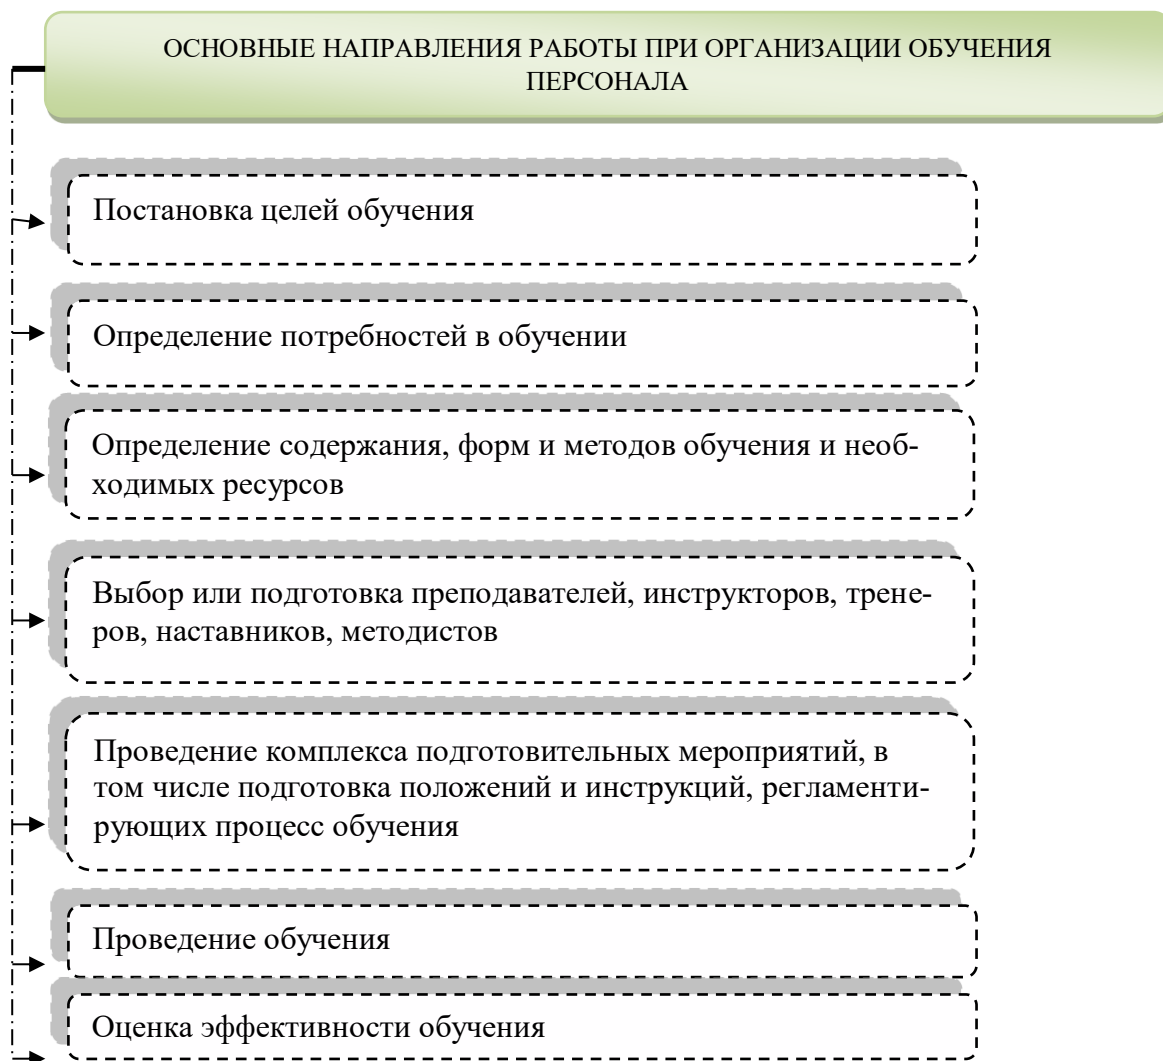 ОСНОВНЫЕ НАПРАВЛЕНИЯ РАБОТЫ ПРИ ОРГАНИЗАЦИИ ОБУЧЕНИЯ
ПЕРСОНАЛА
Постановка целей обучения
Определение потребностей в обучении
Определение содержания, форм и методов обучения и необ-
ходимых ресурсов
Выбор или подготовка преподавателей, инструкторов, трене-
ров, наставников, методистов
Проведение комплекса подготовительных мероприятий, в
том числе подготовка положений и инструкций, регламенти-
рующих процесс обучения
Проведение обучения
Оценка эффективности обучения